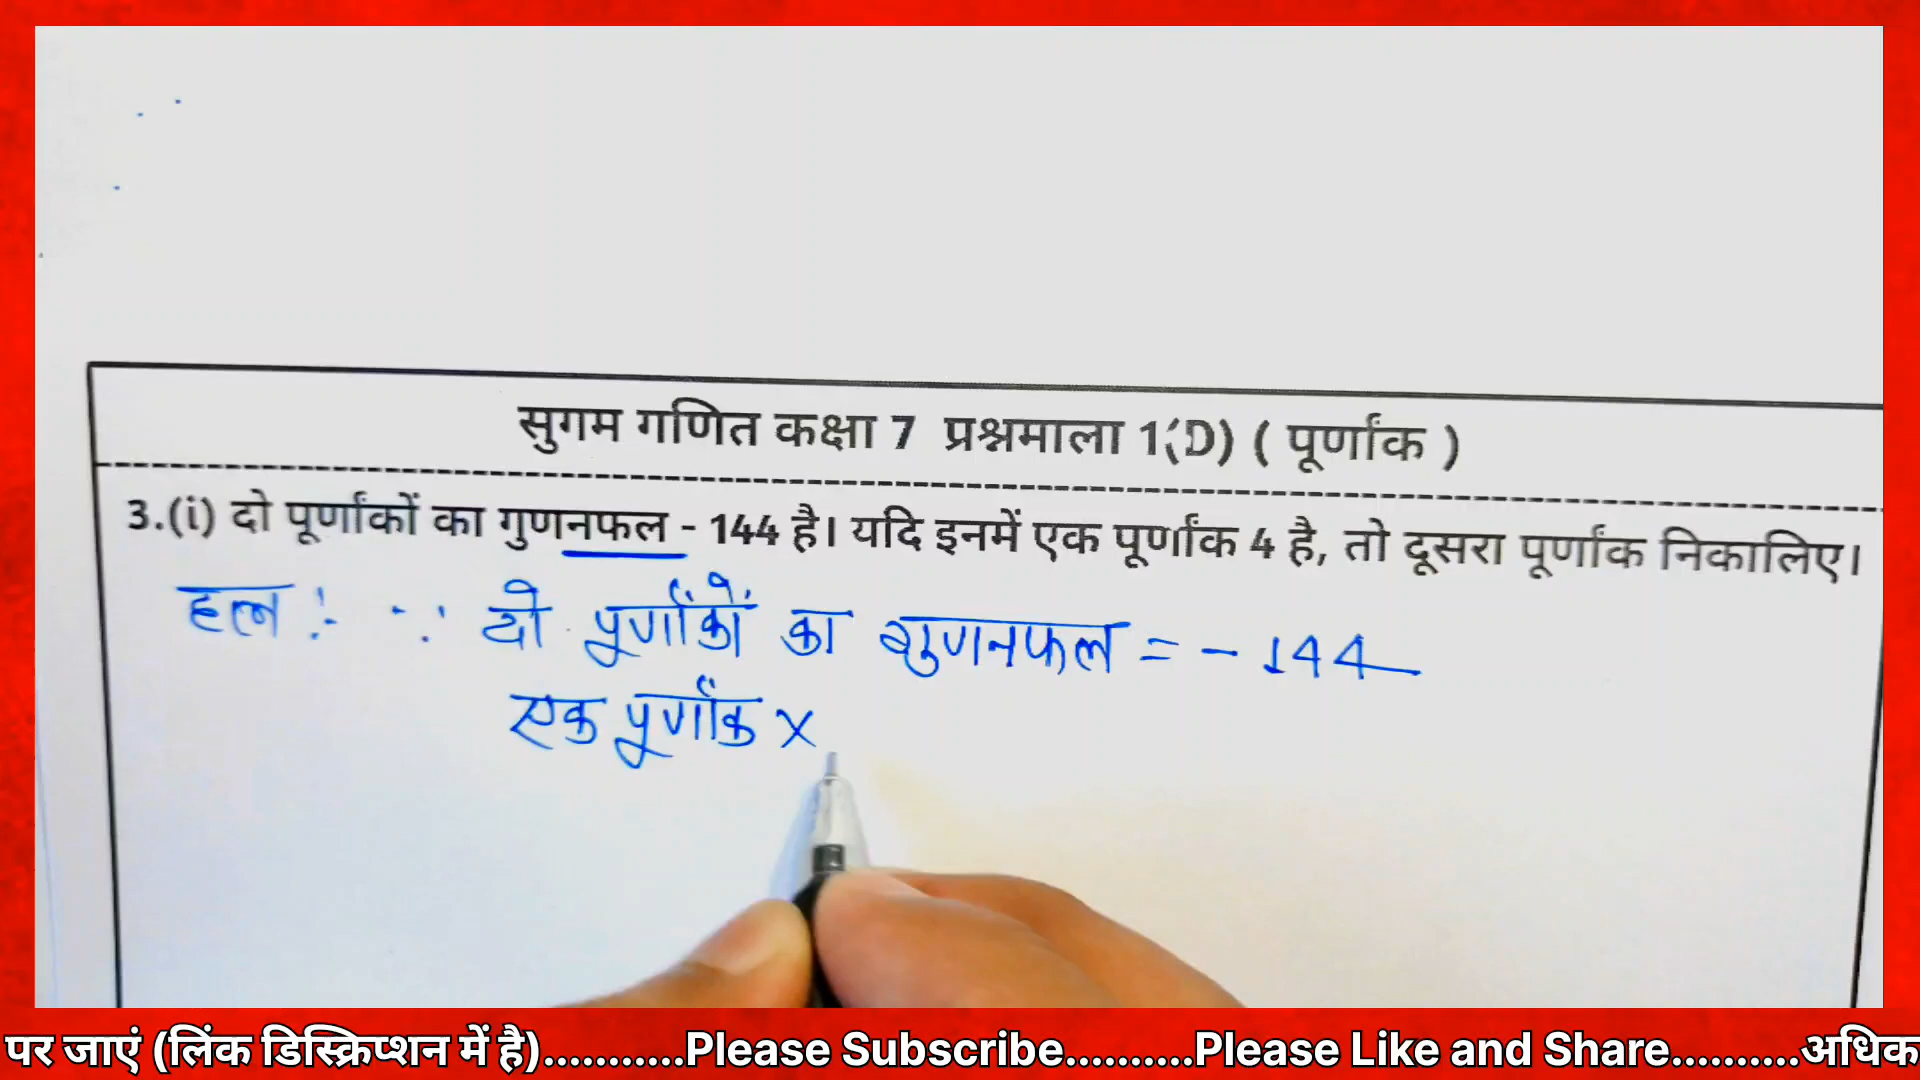 सुगम गणित कक्षा 7 प्रश्नमाला 1(D) ( पूर्णांक )
3.(i) दो पूर्णांकों का गुणनफल - 144 है। यदि इनमें एक पूर्णांक 4 है, तो दूसरा पूर्णांक निकालिए।
हल :- ∵ दो पूर्णांकों का गुणनफल = - 144
एक पूर्णांक ×
पर जाएं (लिंक डिस्क्रिप्शन में है)...........Please Subscribe..........Please Like and Share..........अधिक